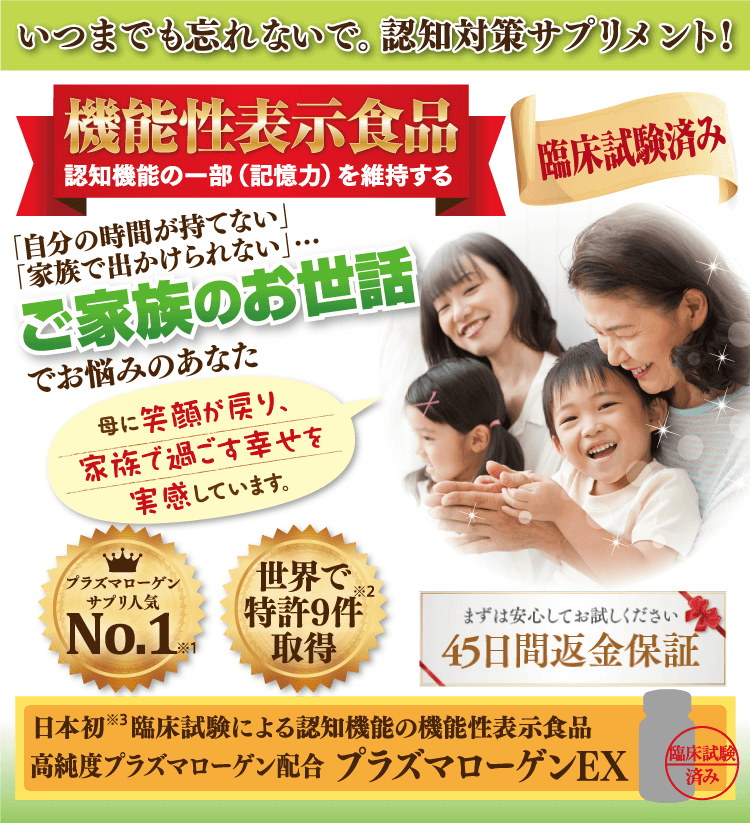 いつまでも忘れないで。認知対策サプリメント!
機能性表示食品
認知機能の一部(記憶力)を維持する
臨床試験済み
「自分の時間が持てない」
「家族で出かけられない」…
ご家族のお世話
でお悩みのあなた
母に笑顔が戻り、
家族で過ごす幸せを
実感しています。
プラズマローゲン
サプリ人気
No.1※1
世界で
特許9件※2
取得
まずは安心してお試しください
45日間返金保証
日本初※3臨床試験による認知機能の機能性表示食品
高純度プラズマローゲン配合 プラズマローゲンEX
臨床試験
済み